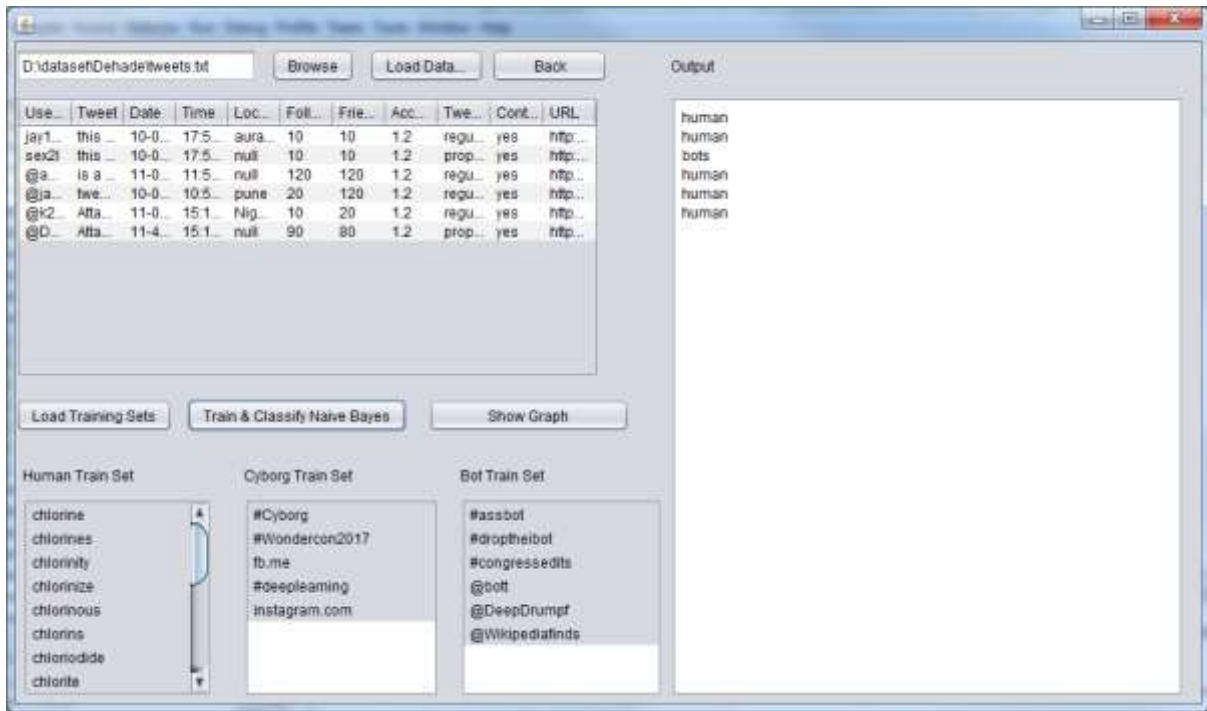 D:\dataset\Dehade\tweets.txt Browse Load Data... Back Output
Use... Tweet Date Time Loc... Foll... Frie... Acc... Twe... Cont... URL
jay1... this ... 10-0... 17:5... aura... 10 10 1.2 regu... yes http:...
sex2l this ... 10-0... 17:5... null 10 10 1.2 prop... yes http:...
@a... is a ... 11-0... 11:5... null 120 120 1.2 regu... yes http...
@ja... twe... 10-0... 10:5... pune 20 120 1.2 regu... yes http...
@k2... Atta... 11-0... 15:1... Nig... 10 20 1.2 regu... yes http...
@D... Atta... 11-4... 15:1... null 90 80 1.2 prop... yes http...
human
human
bots
human
human
human
Load Training Sets Train & Classify Naive Bayes Show Graph
Human Train Set Cyborg Train Set Bot Train Set
chlorine
chlorines
chlorinity
chlorinize
chlorinous
chlorins
chloriodide
chlorite
#Cyborg
#Wondercon2017
fb.me
#deeplearning
instagram.com
#assbot
#droptheibot
#congressedits
@bott
@DeepDrumpf
@Wikipediafinds